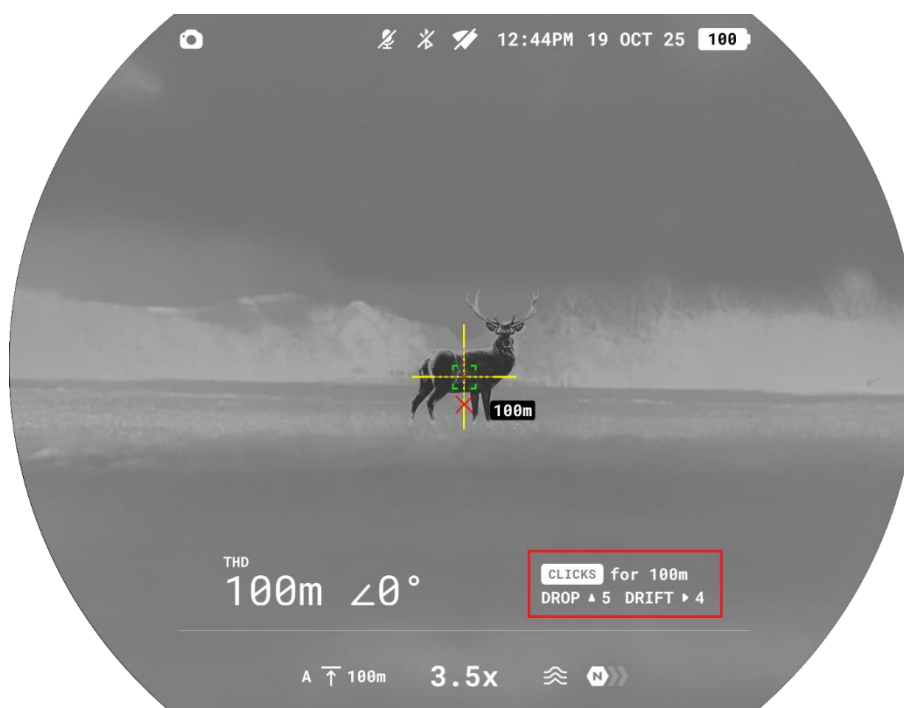 12:44PM 19 OCT 25 100
100m
THD
100m ∠0°
CLICKS for 100m
DROP ▲ 5 DRIFT ▶ 4
A 100m 3.5x N